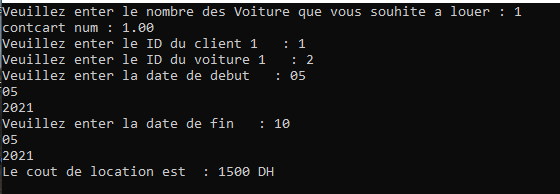 Veuillez enter le nombre des Voiture que vous souhite a louer : 1
contcart num : 1.00
Veuillez enter le ID du client 1   : 1
Veuillez enter le ID du voiture 1   : 2
Veuillez enter la date de debut   : 05
05
2021
Veuillez enter la date de fin   : 10
05
2021
Le cout de location est  : 1500 DH